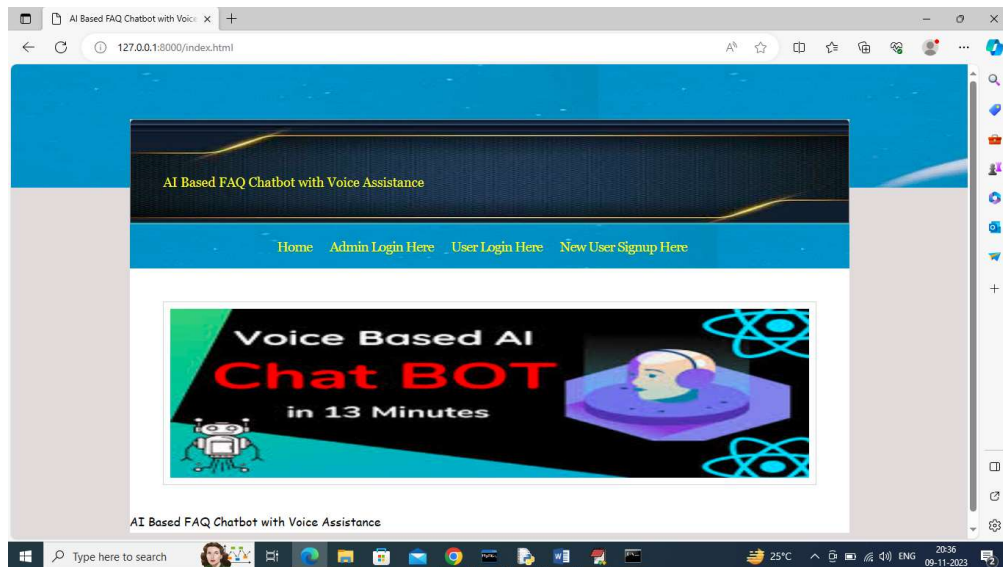 AI Based FAQ Chatbot with Voice
127.0.0.1:8000/index.html
AI Based FAQ Chatbot with Voice Assistance
Home Admin Login Here User Login Here New User Signup Here
Voice Based AI
Chat BOT
in 13 Minutes
AI Based FAQ Chatbot with Voice Assistance
Type here to search
25°C
ENG
20:36
09-11-2023
2